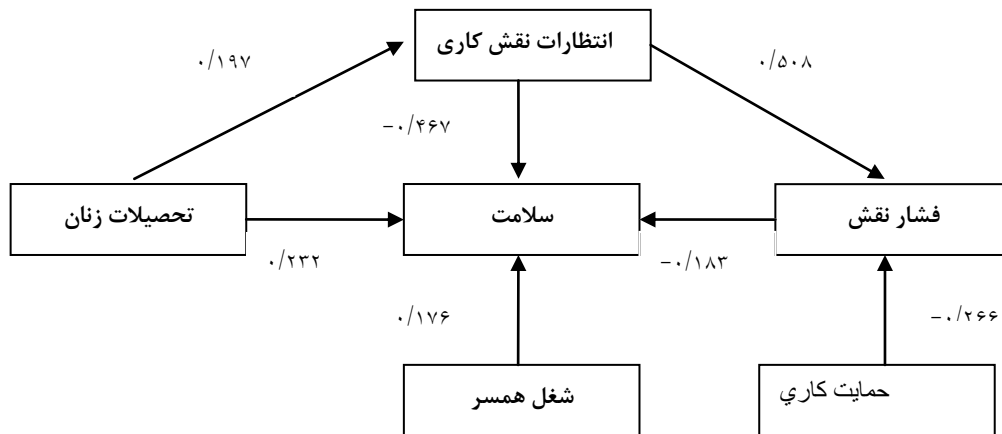 انتظارات نقش کاری
۰/۱۹۷
۰/۵۰۸
−۰/۴۶۷
تحصیلات زنان
سلامت
فشار نقش
۰/۲۳۲
−۰/۱۸۳
۰/۱۷۶
−۰/۲۶۶
شغل همسر
حمايت كاري